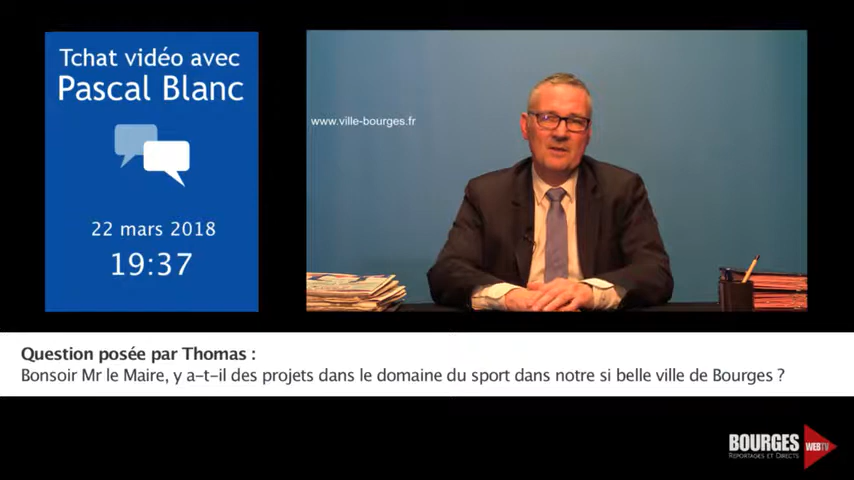 Tchat vidéo avec
Pascal Blanc
22 mars 2018
19:37
www.ville-bourges.fr
Question posée par Thomas :
Bonsoir Mr le Maire, y a-t-il des projets dans le domaine du sport dans notre si belle ville de Bourges ?
BOURGES
WEBTV
REPORTAGES ET DIRECTS